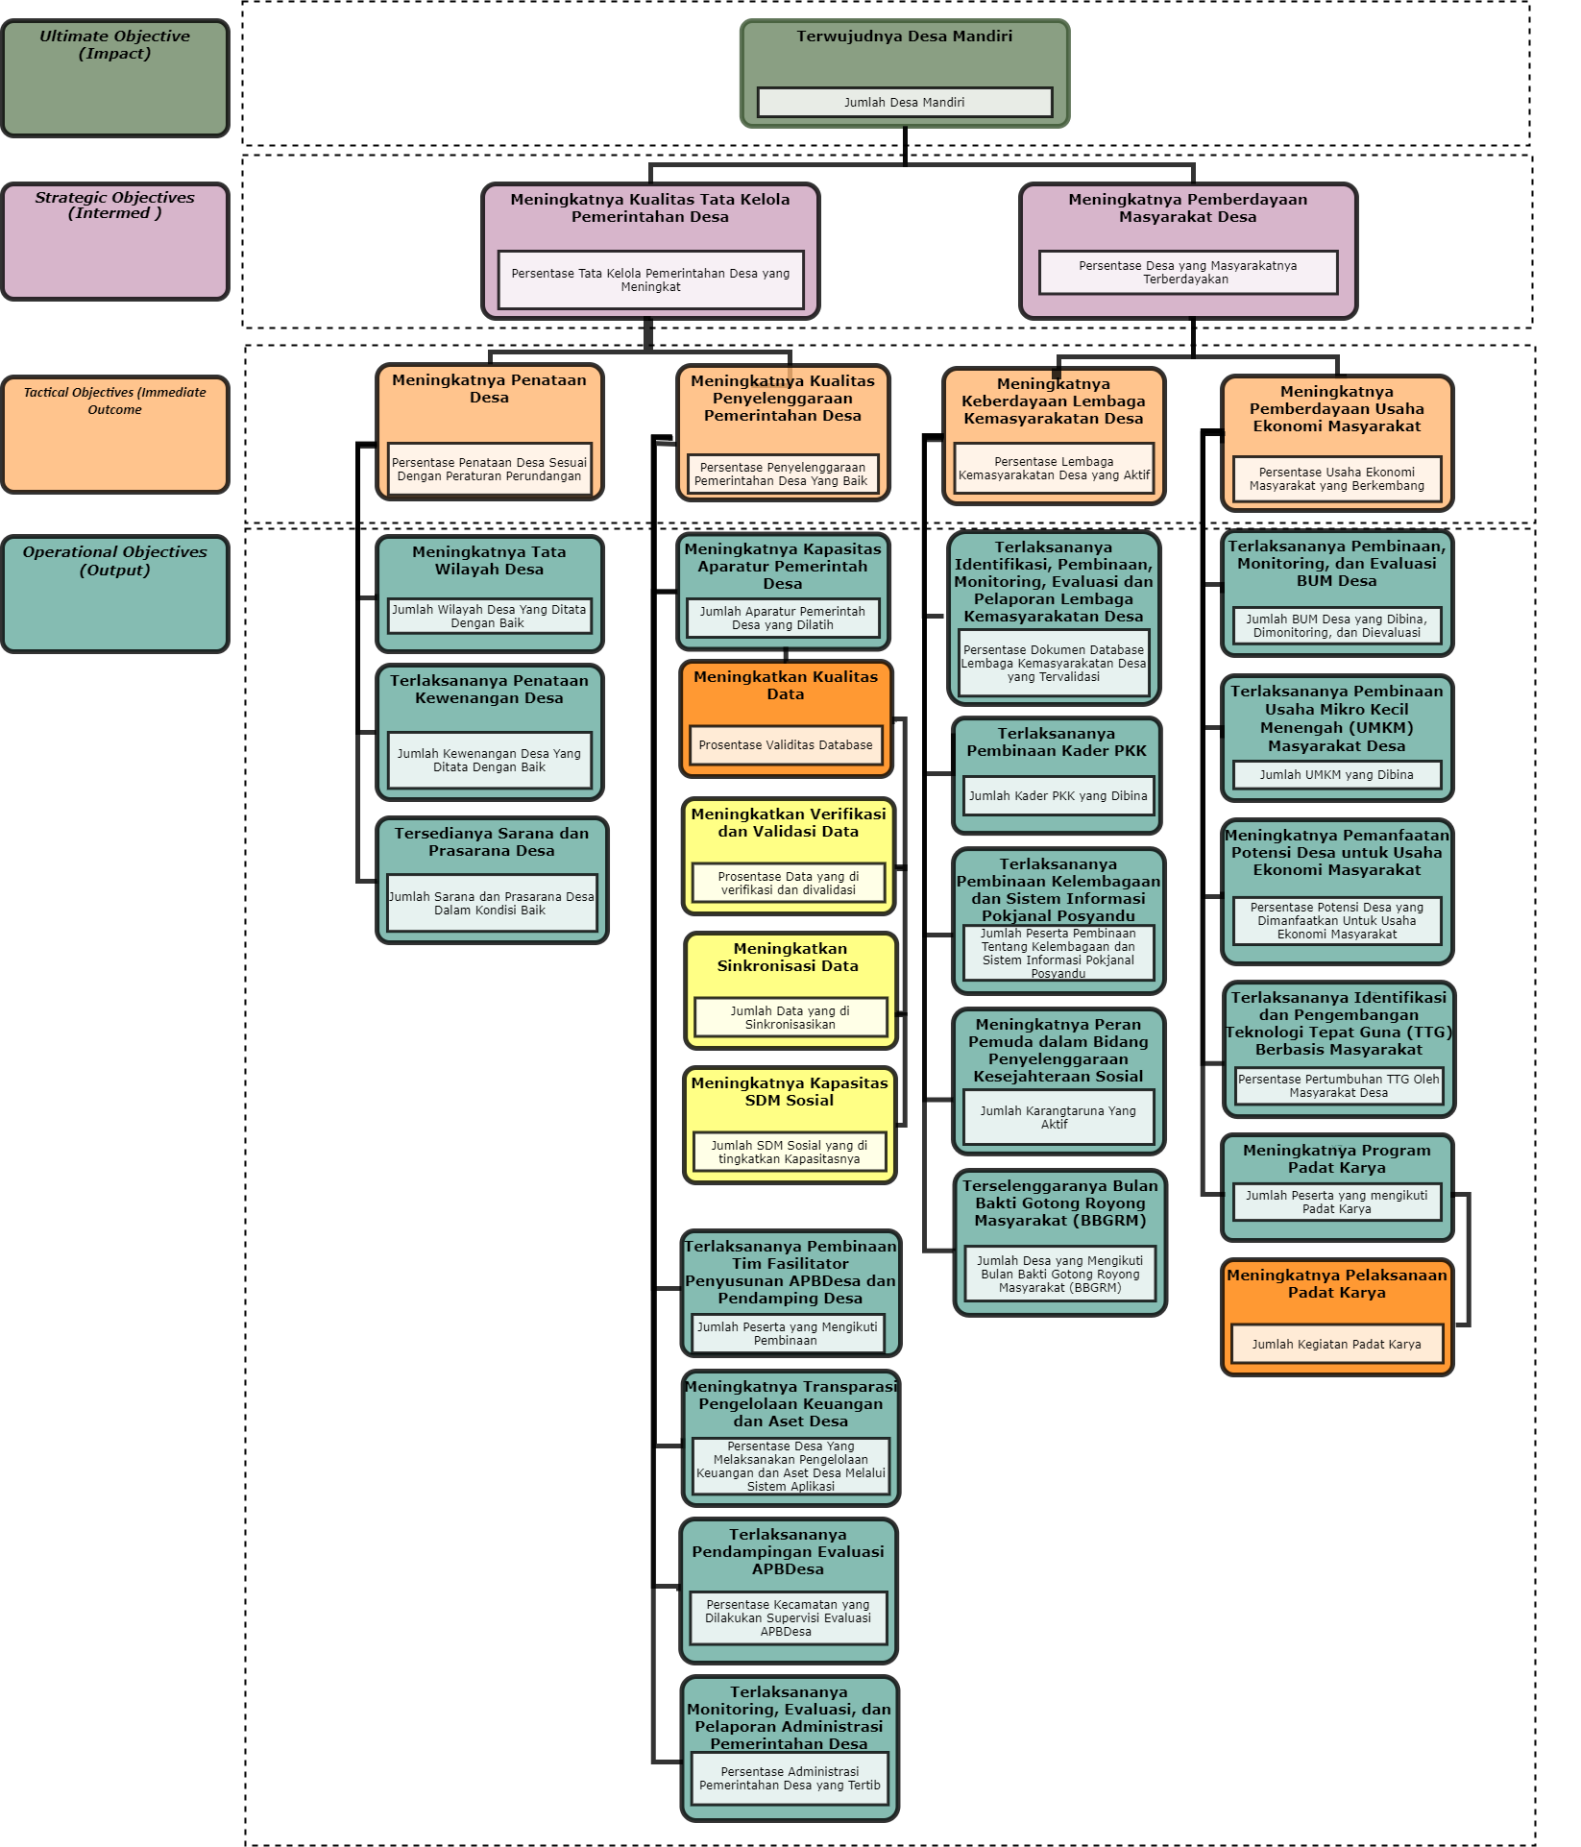 Ultimate Objective
(Impact)
Terwujudnya Desa Mandiri
Jumlah Desa Mandiri
Strategic Objectives
(Intermed )
Meningkatnya Kualitas Tata Kelola
Pemerintahan Desa
Persentase Tata Kelola Pemerintahan Desa yang
Meningkat
Meningkatnya Pemberdayaan
Masyarakat Desa
Persentase Desa yang Masyarakatnya
Terberdayakan
Tactical Objectives (Immediate
Outcome
Meningkatnya Penataan
Desa
Persentase Penataan Desa Sesuai
Dengan Peraturan Perundangan
Meningkatnya Kualitas
Penyelenggaraan
Pemerintahan Desa
Persentase Penyelenggaraan
Pemerintahan Desa Yang Baik
Meningkatnya
Keberdayaan Lembaga
Kemasyarakatan Desa
Persentase Lembaga
Kemasyarakatan Desa yang Aktif
Meningkatnya
Pemberdayaan Usaha
Ekonomi Masyarakat
Persentase Usaha Ekonomi
Masyarakat yang Berkembang
Operational Objectives
(Output)
Meningkatnya Tata
Wilayah Desa
Jumlah Wilayah Desa Yang Ditata
Dengan Baik
Terlaksananya Penataan
Kewenangan Desa
Jumlah Kewenangan Desa Yang
Ditata Dengan Baik
Tersedianya Sarana dan
Prasarana Desa
Jumlah Sarana dan Prasarana Desa
Dalam Kondisi Baik
Meningkatnya Kapasitas
Aparatur Pemerintah
Desa
Jumlah Aparatur Pemerintah
Desa yang Dilatih
Meningkatkan Kualitas
Data
Prosentase Validitas Database
Meningkatkan Verifikasi
dan Validasi Data
Prosentase Data yang di
verifikasi dan divalidasi
Meningkatkan
Sinkronisasi Data
Jumlah Data yang di
Sinkronisasikan
Meningkatnya Kapasitas
SDM Sosial
Jumlah SDM Sosial yang di
tingkatkan Kapasitasnya
Terlaksananya Pembinaan
Tim Fasilitator
Penyusunan APBDesa dan
Pendamping Desa
Jumlah Peserta yang Mengikuti
Pembinaan
Meningkatnya Transparasi
Pengelolaan Keuangan
dan Aset Desa
Persentase Desa Yang
Melaksanakan Pengelolaan
Keuangan dan Aset Desa Melalui
Sistem Aplikasi
Terlaksananya
Pendampingan Evaluasi
APBDesa
Persentase Kecamatan yang
Dilakukan Supervisi Evaluasi
APBDesa
Terlaksananya
Monitoring, Evaluasi, dan
Pelaporan Administrasi
Pemerintahan Desa
Persentase Administrasi
Pemerintahan Desa yang Tertib
Terlaksananya
Identifikasi, Pembinaan,
Monitoring, Evaluasi dan
Pelaporan Lembaga
Kemasyarakatan Desa
Persentase Dokumen Database
Lembaga Kemasyarakatan Desa
yang Tervalidasi
Terlaksananya
Pembinaan Kader PKK
Jumlah Kader PKK yang Dibina
Terlaksananya
Pembinaan Kelembagaan
dan Sistem Informasi
Pokjanal Posyandu
Jumlah Peserta Pembinaan
Tentang Kelembagaan dan
Sistem Informasi Pokjanal
Posyandu
Meningkatnya Peran
Pemuda dalam Bidang
Penyelenggaraan
Kesejahteraan Sosial
Jumlah Karangtaruna Yang
Aktif
Terselenggaranya Bulan
Bakti Gotong Royong
Masyarakat (BBGRM)
Jumlah Desa yang Mengikuti
Bulan Bakti Gotong Royong
Masyarakat (BBGRM)
Terlaksananya Pembinaan,
Monitoring, dan Evaluasi
BUM Desa
Jumlah BUM Desa yang Dibina,
Dimonitoring, dan Dievaluasi
Terlaksananya Pembinaan
Usaha Mikro Kecil
Menengah (UMKM)
Masyarakat Desa
Jumlah UMKM yang Dibina
Meningkatnya Pemanfaatan
Potensi Desa untuk Usaha
Ekonomi Masyarakat
Persentase Potensi Desa yang
Dimanfaatkan Untuk Usaha
Ekonomi Masyarakat
Terlaksananya Identifikasi
dan Pengembangan
Teknologi Tepat Guna (TTG)
Berbasis Masyarakat
Persentase Pertumbuhan TTG Oleh
Masyarakat Desa
Meningkatnya Program
Padat Karya
Jumlah Peserta yang mengikuti
Padat Karya
Meningkatnya Pelaksanaan
Padat Karya
Jumlah Kegiatan Padat Karya